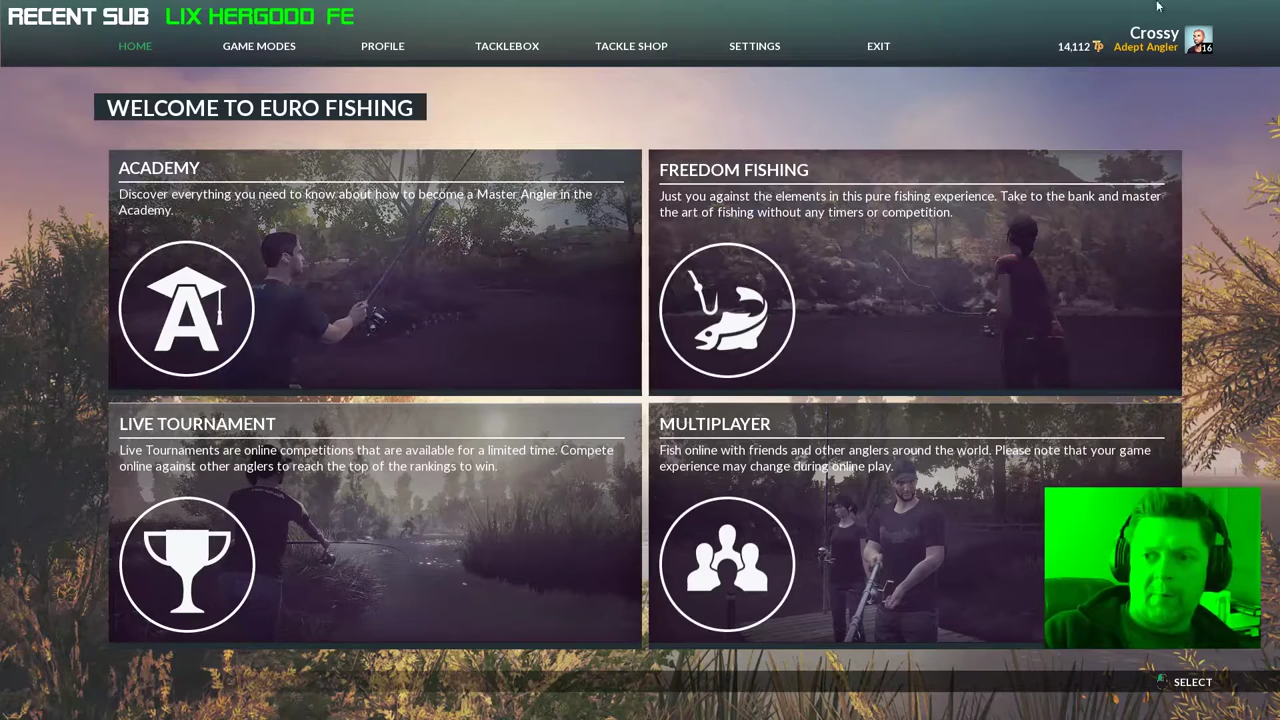 RECENT SUB LIX HERGOOD FE
HOME GAME MODES PROFILE TACKLEBOX TACKLE SHOP SETTINGS EXIT
14,112
Crossy
Adept Angler
16
WELCOME TO EURO FISHING
ACADEMY
Discover everything you need to know about how to become a Master Angler in the
Academy.
A
FREEDOM FISHING
Just you against the elements in this pure fishing experience. Take to the bank and master
the art of fishing without any timers or competition.
LIVE TOURNAMENT
Live Tournaments are online competitions that are available for a limited time. Compete
online against other anglers to reach the top of the rankings to win.
MULTIPLAYER
Fish online with friends and other anglers around the world. Please note that your game
experience may change during online play.
SELECT